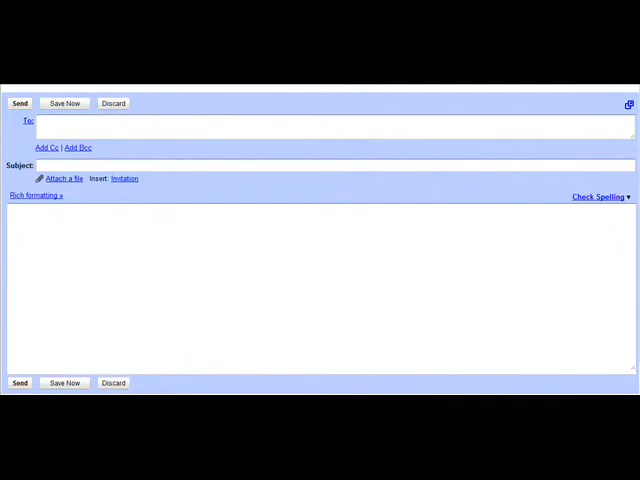 Send Save Now Discard
To:
Add Cc | Add Bcc
Subject:
Attach a file Insert: Invitation
Rich formatting » Check Spelling ▼
Send Save Now Discard